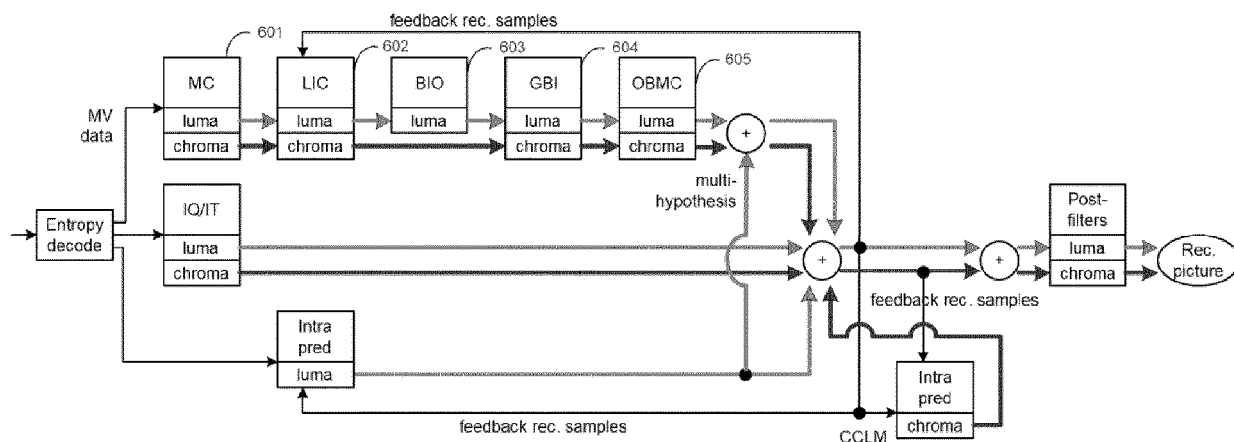 feedback rec. samples
601
602
603
604
605
MC
luma
chroma
LIC
luma
chroma
BIO
luma
GBI
luma
chroma
OBMC
luma
chroma
+
MV
data
multi-
hypothesis
Entropy
decode
IQ/IT
luma
chroma
+
+
Post-
filters
luma
chroma
Rec.
picture
feedback rec. samples
Intra
pred
luma
Intra
pred
chroma
feedback rec. samples
CCLM